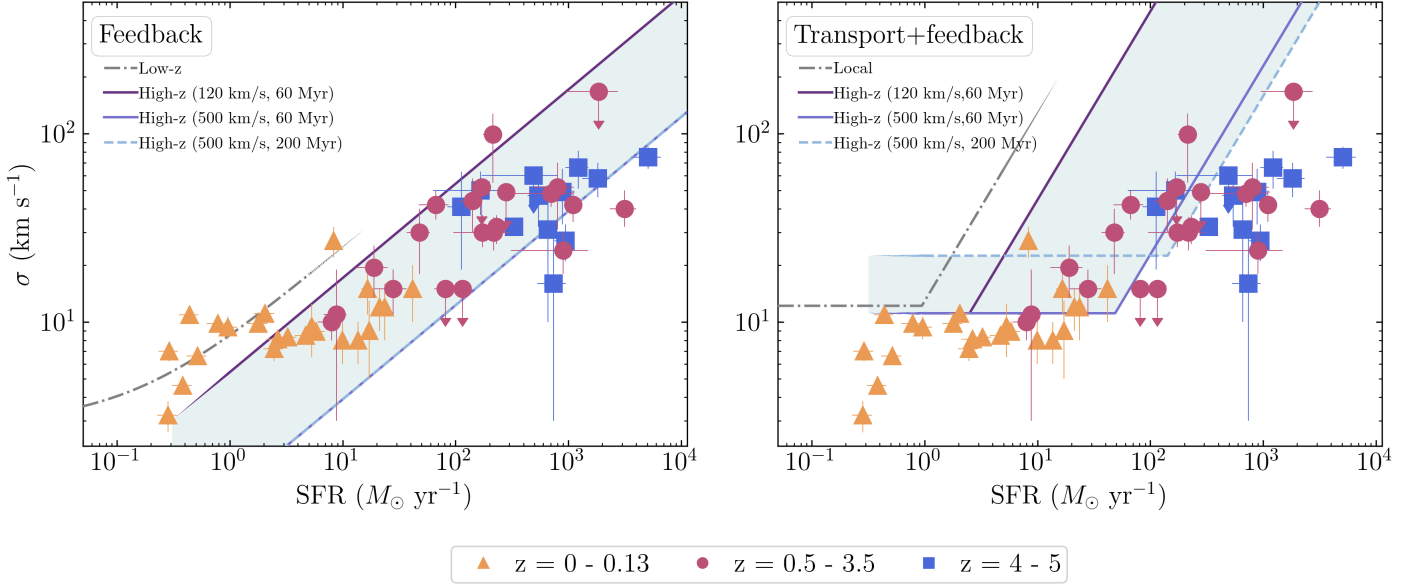 Feedback
Low-z
High-z (120 km/s, 60 Myr)
High-z (500 km/s, 60 Myr)
High-z (500 km/s, 200 Myr)
10²
10¹
σ (km s⁻¹)
10⁻¹
10⁰
10¹
10²
10³
10⁴
SFR (M⊙ yr⁻¹)
Transport+feedback
Local
High-z (120 km/s,60 Myr)
High-z (500 km/s,60 Myr)
High-z (500 km/s, 200 Myr)
10²
10¹
10⁻¹
10⁰
10¹
10²
10³
10⁴
SFR (M⊙ yr⁻¹)
z = 0 - 0.13
z = 0.5 - 3.5
z = 4 - 5